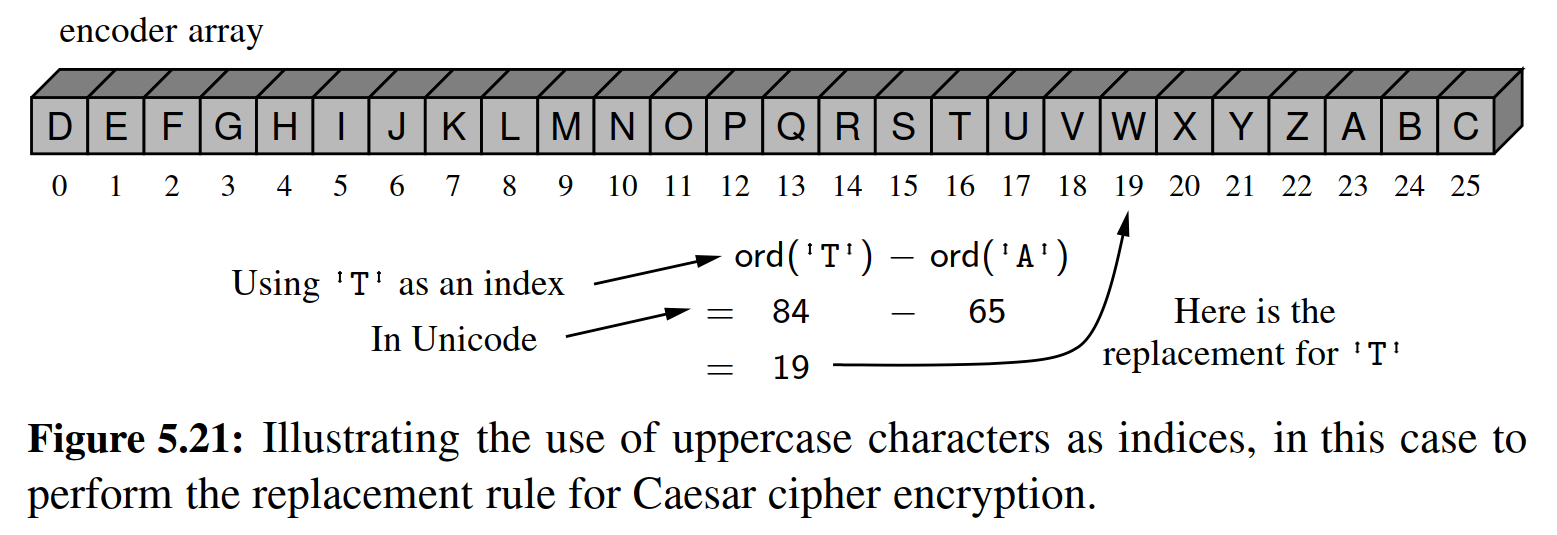 encoder array
D E F G H I J K L M N O P Q R S T U V W X Y Z A B C
0 1 2 3 4 5 6 7 8 9 10 11 12 13 14 15 16 17 18 19 20 21 22 23 24 25
Using 'T' as an index
ord('T') − ord('A')
In Unicode
= 84 − 65
= 19
Here is the
replacement for 'T'
Figure 5.21: Illustrating the use of uppercase characters as indices, in this case to
perform the replacement rule for Caesar cipher encryption.